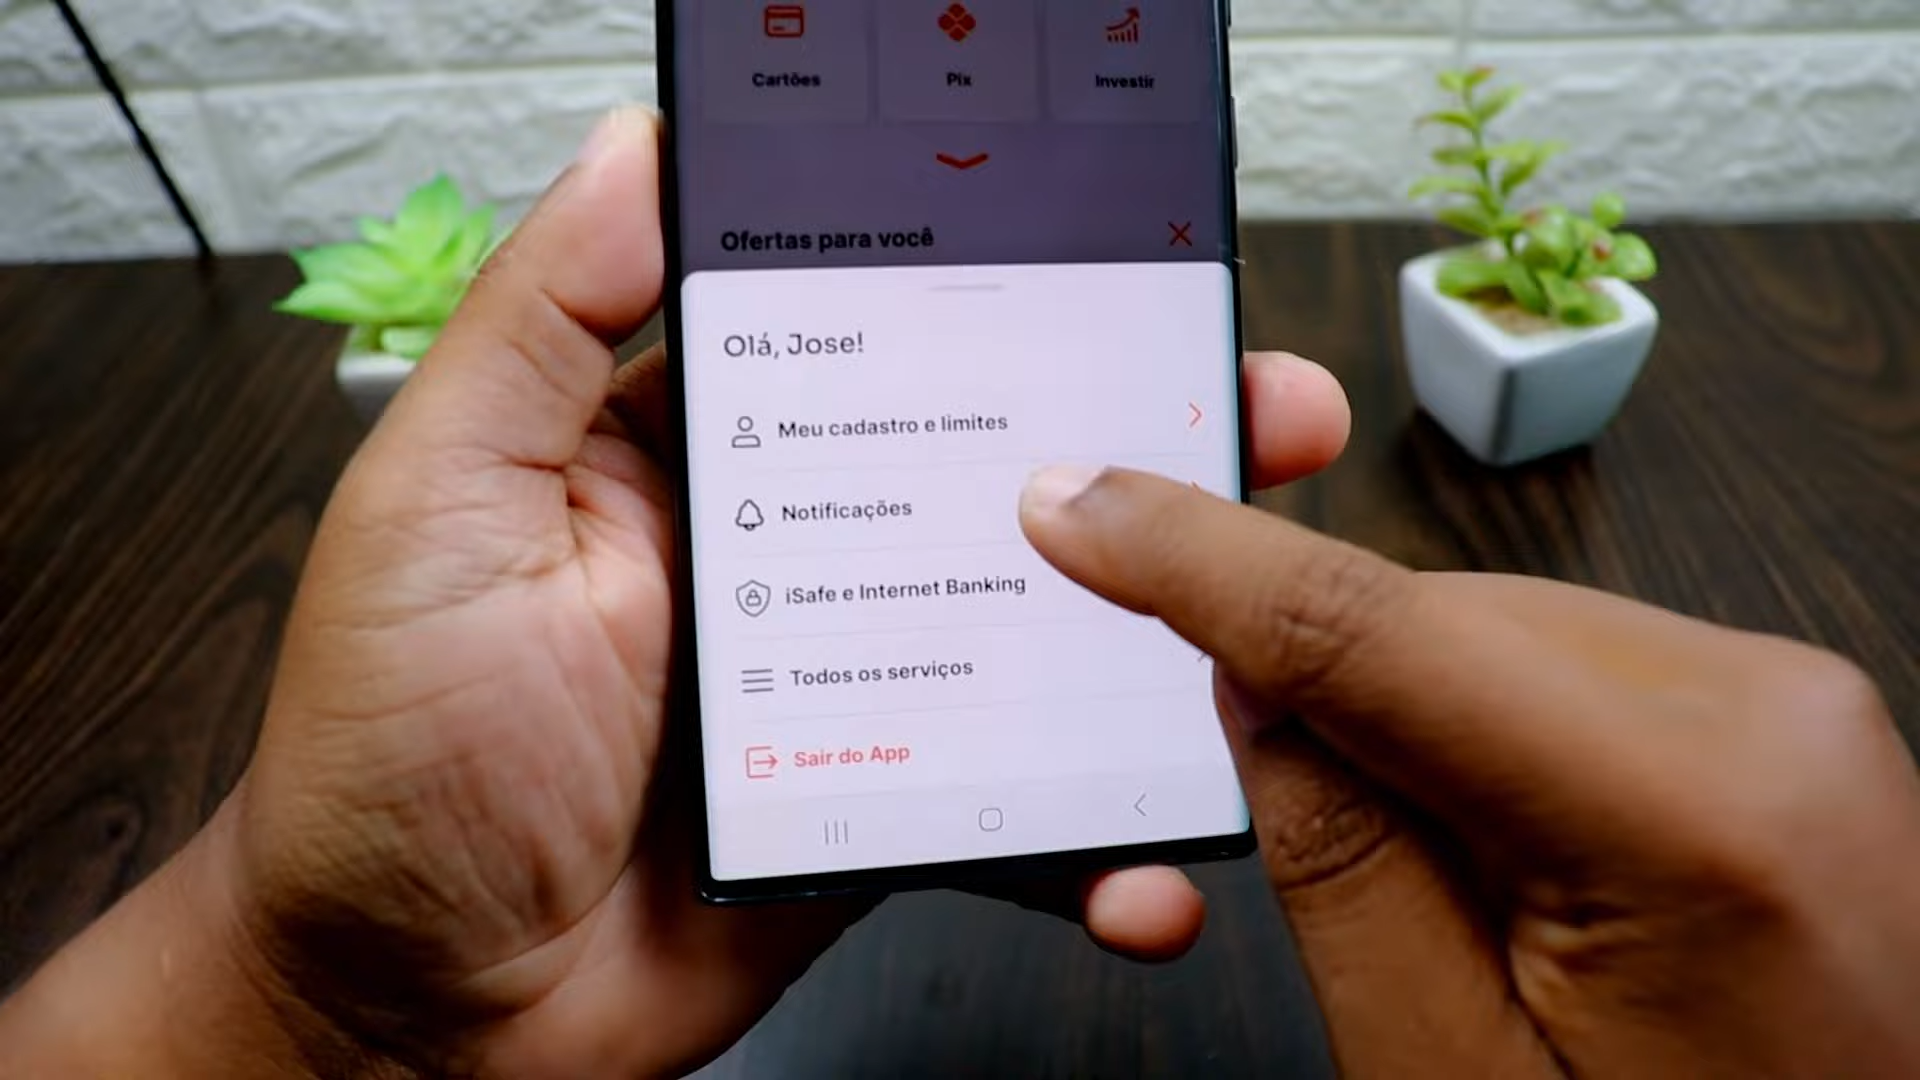 Cartões
Pix
Investir
Ofertas para você
Olá, Jose!
Meu cadastro e limites
Notificações
iSafe e Internet Banking
Todos os serviços
Sair do App